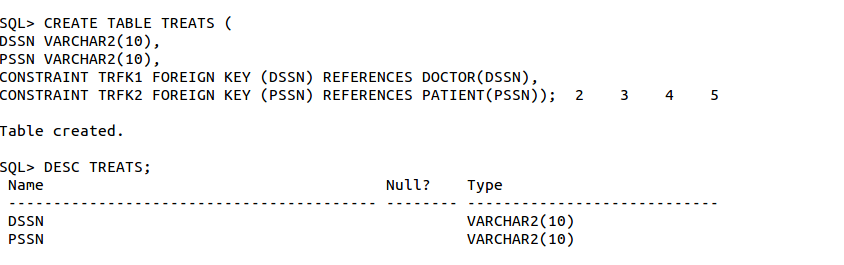 SQL> CREATE TABLE TREATS (
DSSN VARCHAR2(10),
PSSN VARCHAR2(10),
CONSTRAINT TRFK1 FOREIGN KEY (DSSN) REFERENCES DOCTOR(DSSN),
CONSTRAINT TRFK2 FOREIGN KEY (PSSN) REFERENCES PATIENT(PSSN));  2    3    4    5
Table created.
SQL> DESC TREATS;
 Name                                      Null?    Type
 ----------------------------------------- -------- ----------------------------
 DSSN                                               VARCHAR2(10)
 PSSN                                               VARCHAR2(10)